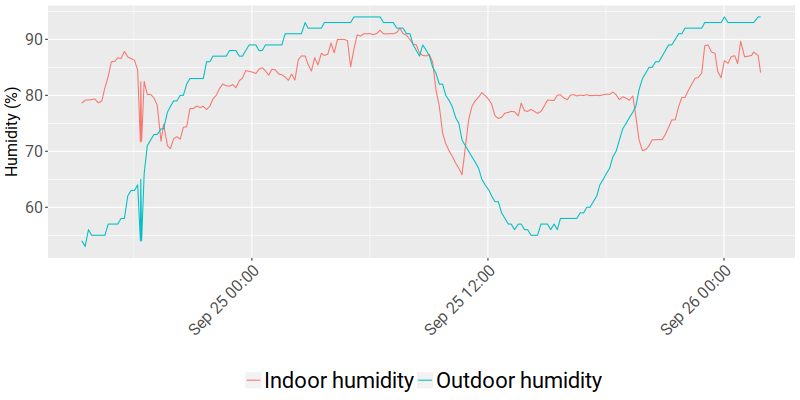 Humidity (%)
90
80
70
60
Sep 25 00:00
Sep 25 12:00
Sep 26 00:00
Indoor humidity
Outdoor humidity